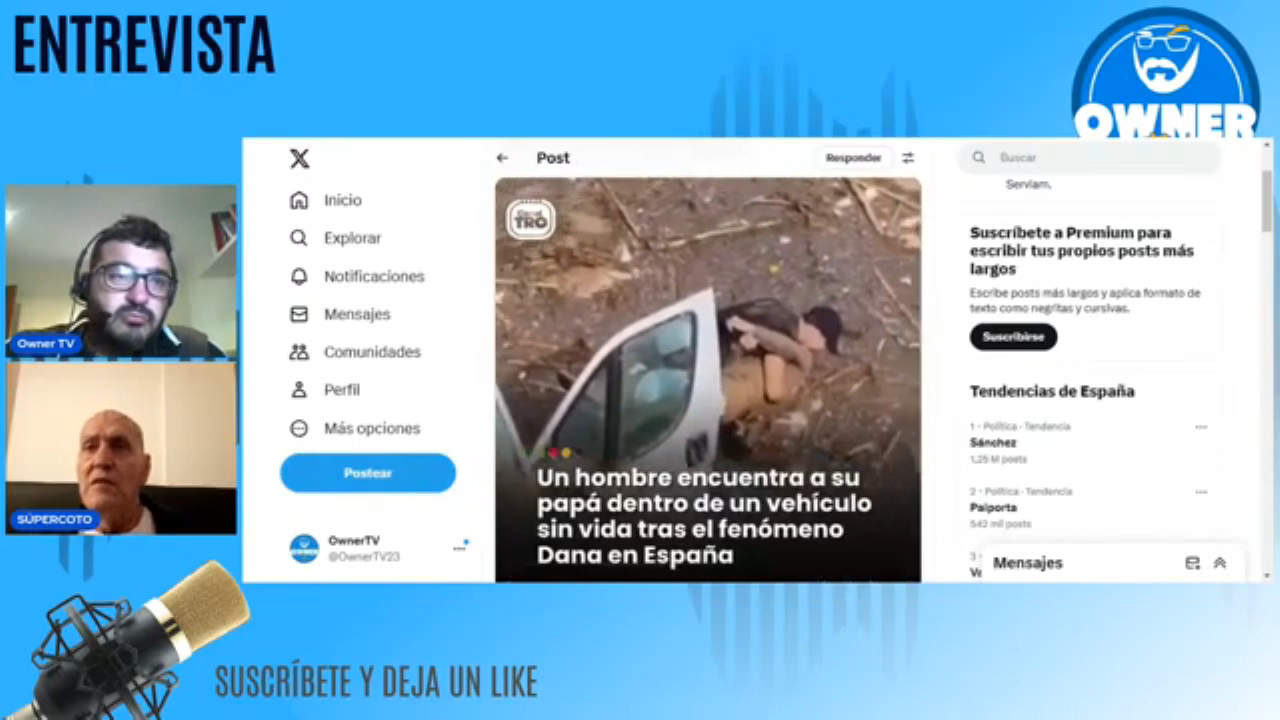 ENTREVISTA
OWNER
Owner TV
SÚPERCOTO
Inicio
Explorar
Notificaciones
Mensajes
Comunidades
Perfil
Más opciones
Postear
OwnerTV
@OwnerTV23
Post
Responder
TRO
Un hombre encuentra a su
papá dentro de un vehículo
sin vida tras el fenómeno
Dana en España
Buscar
Serviam.
Suscríbete a Premium para
escribir tus propios posts más
largos
Escribe posts más largos y aplica formato de
texto como negritas y cursivas.
Suscribirse
Tendencias de España
1 · Política · Tendencia
Sánchez
1,25 M posts
2 · Política · Tendencia
Paiporta
542 mil posts
3
Mensajes
SUSCRÍBETE Y DEJA UN LIKE